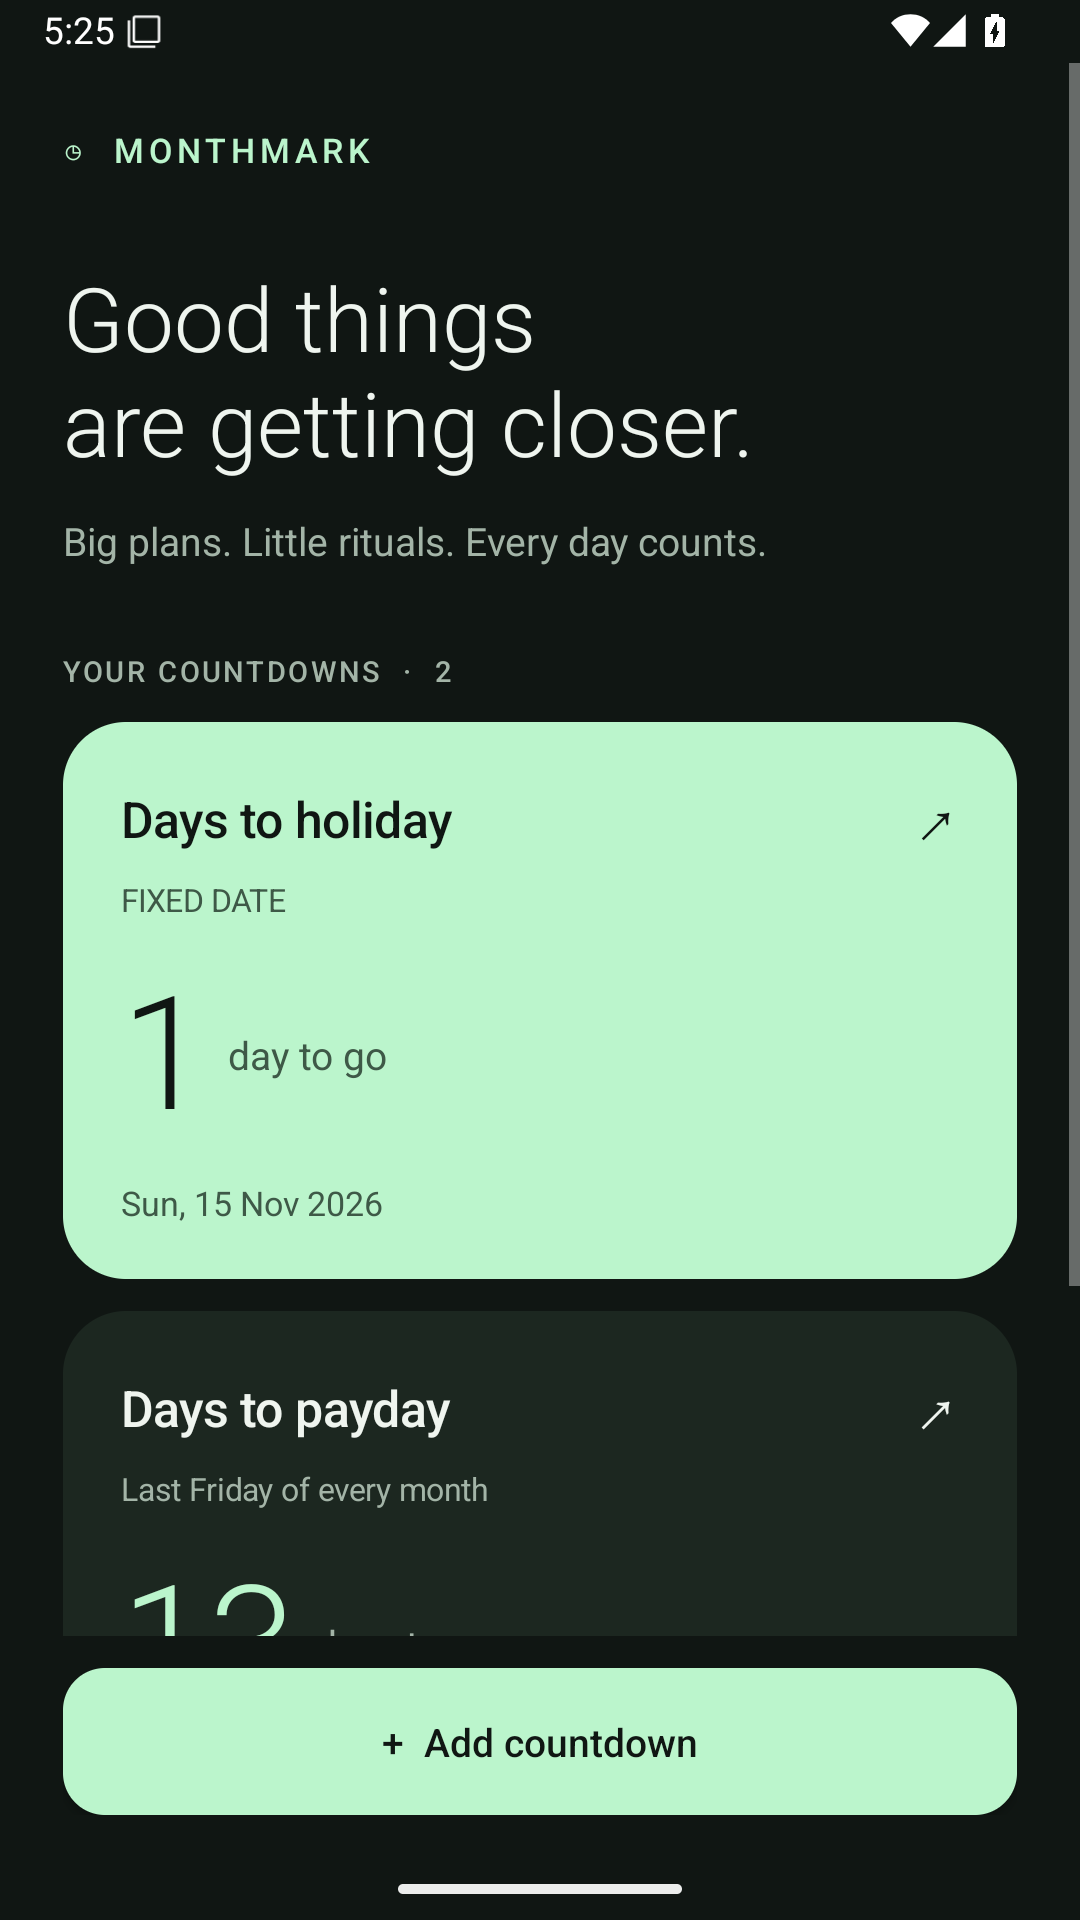 5:25
MONTHMARK
Good things
are getting closer.
Big plans. Little rituals. Every day counts.
YOUR COUNTDOWNS · 2
Days to holiday
FIXED DATE
1 day to go
Sun, 15 Nov 2026
Days to payday
Last Friday of every month
+ Add countdown